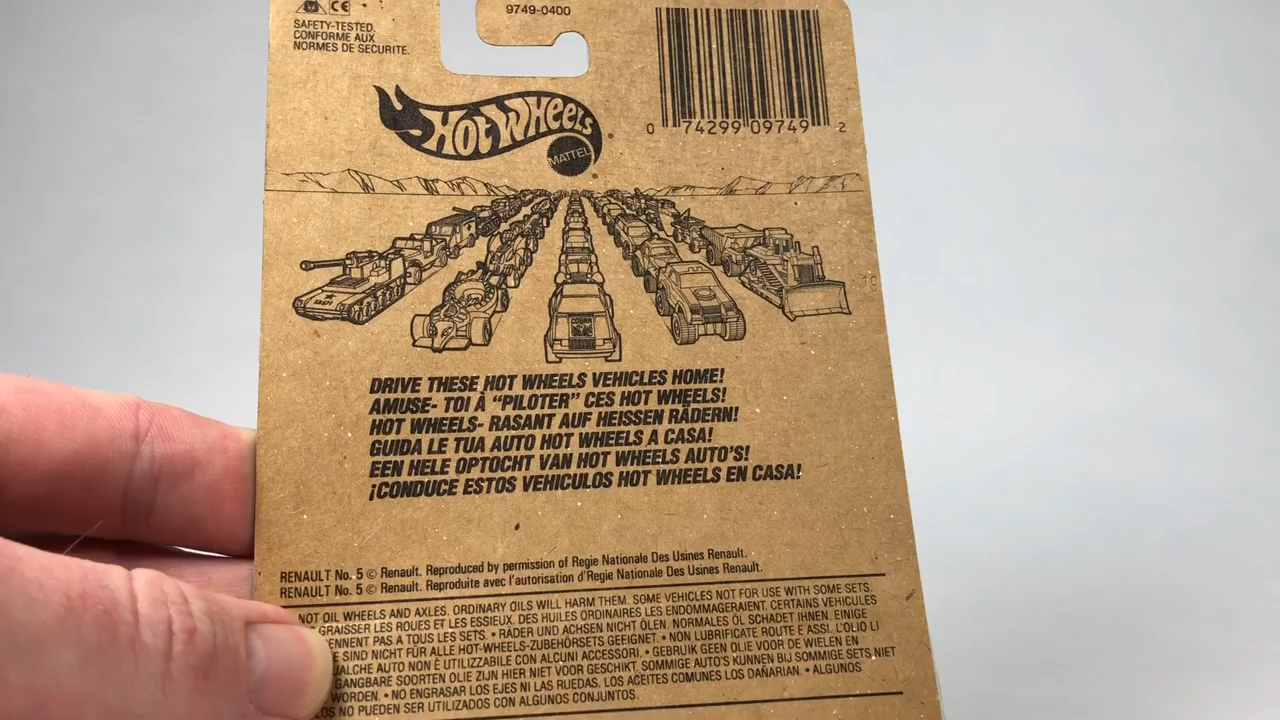 CE
SAFETY-TESTED.
CONFORME AUX
NORMES DE SECURITE.
9749-0400
0 74299 09749 2
HOT WHEELS
MATTEL
COBRA
DRIVE THESE HOT WHEELS VEHICLES HOME!
AMUSE- TOI À "PILOTER" CES HOT WHEELS!
HOT WHEELS- RASANT AUF HEISSEN RÄDERN!
GUIDA LE TUA AUTO HOT WHEELS A CASA!
EEN HELE OPTOCHT VAN HOT WHEELS AUTO'S!
¡CONDUCE ESTOS VEHICULOS HOT WHEELS EN CASA!
RENAULT No. 5 © Renault. Reproduced by permission of Regie Nationale Des Usines Renault.
RENAULT No. 5 © Renault. Reproduite avec l'autorisation d'Regie Nationale Des Usines Renault.
NOT OIL WHEELS AND AXLES. ORDINARY OILS WILL HARM THEM. SOME VEHICLES NOT FOR USE WITH SOME SETS.
GRAISSER LES ROUES ET LES ESSIEUX. DES HUILES ORDINAIRES LES ENDOMMAGERAIENT. CERTAINS VEHICULES
ENNENT PAS A TOUS LES SETS. • RÄDER UND ACHSEN NICHT ÖLEN. NORMALES ÖL SCHADET IHNEN. EINIGE
E SIND NICHT FÜR ALLE HOT-WHEELS-ZUBEHÖRSETS GEEIGNET. • NON LUBRIFICATE ROUTE E ASSI. L'OLIO LI
UALCHE AUTO NON È UTILIZZABILE CON ALCUNI ACCESSORI. • GEBRUIK GEEN OLIE VOOR DE WIELEN EN
GANGBARE SOORTEN OLIE ZIJN HIER NIET VOOR GESCHIKT. SOMMIGE AUTO'S KUNNEN BIJ SOMMIGE SETS NIET
WORDEN. • NO ENGRASAR LOS EJES NI LAS RUEDAS, LOS ACEITES COMUNES LOS DAÑARIAN. • ALGUNOS
LOS NO PUEDEN SER UTILIZADOS CON ALGUNOS CONJUNTOS.